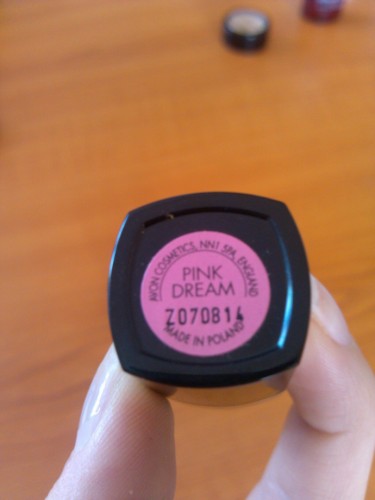 AVON COSMETICS, NN1 5PA, ENGLAND
PINK
DREAM
Z070814
MADE IN POLAND